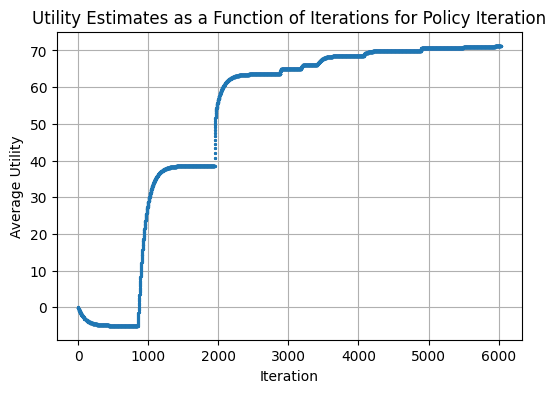 Utility Estimates as a Function of Iterations for Policy Iteration
70
60
50
40
30
20
10
0
Average Utility
0 1000 2000 3000 4000 5000 6000
Iteration